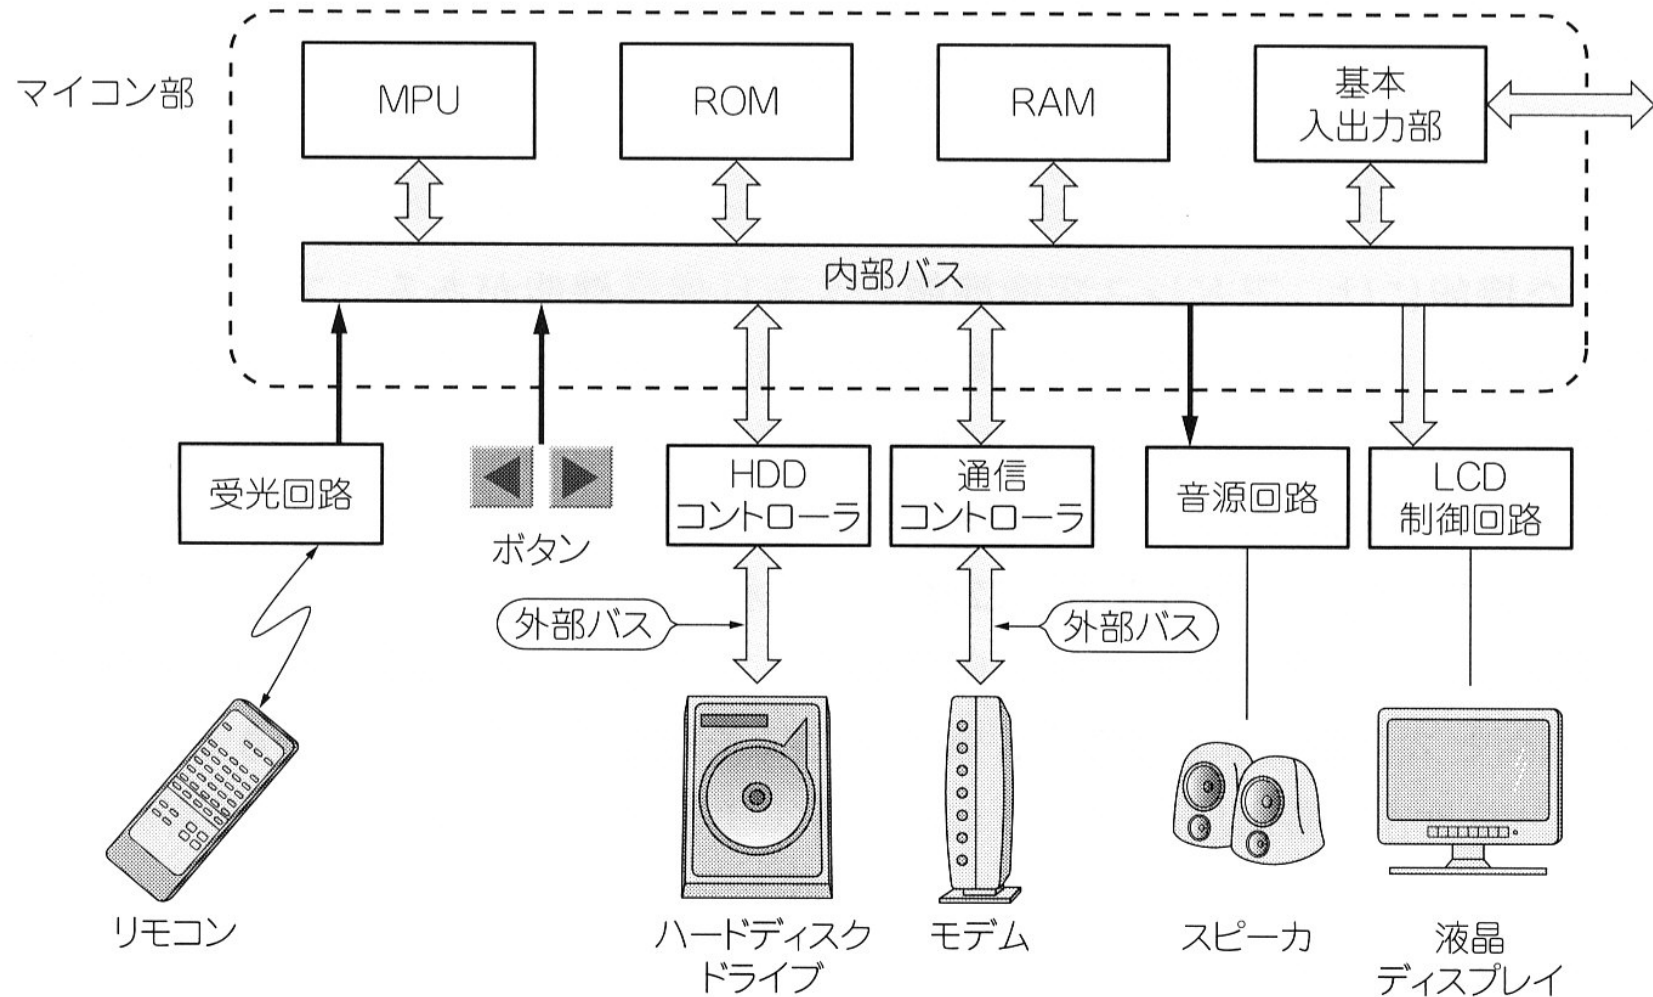 マイコン部
MPU
ROM
RAM
基本
入出力部
内部バス
受光回路
ボタン
HDD
コントローラ
通信
コントローラ
音源回路
LCD
制御回路
外部バス
外部バス
リモコン
ハードディスク
ドライブ
モデム
スピーカ
液晶
ディスプレイ